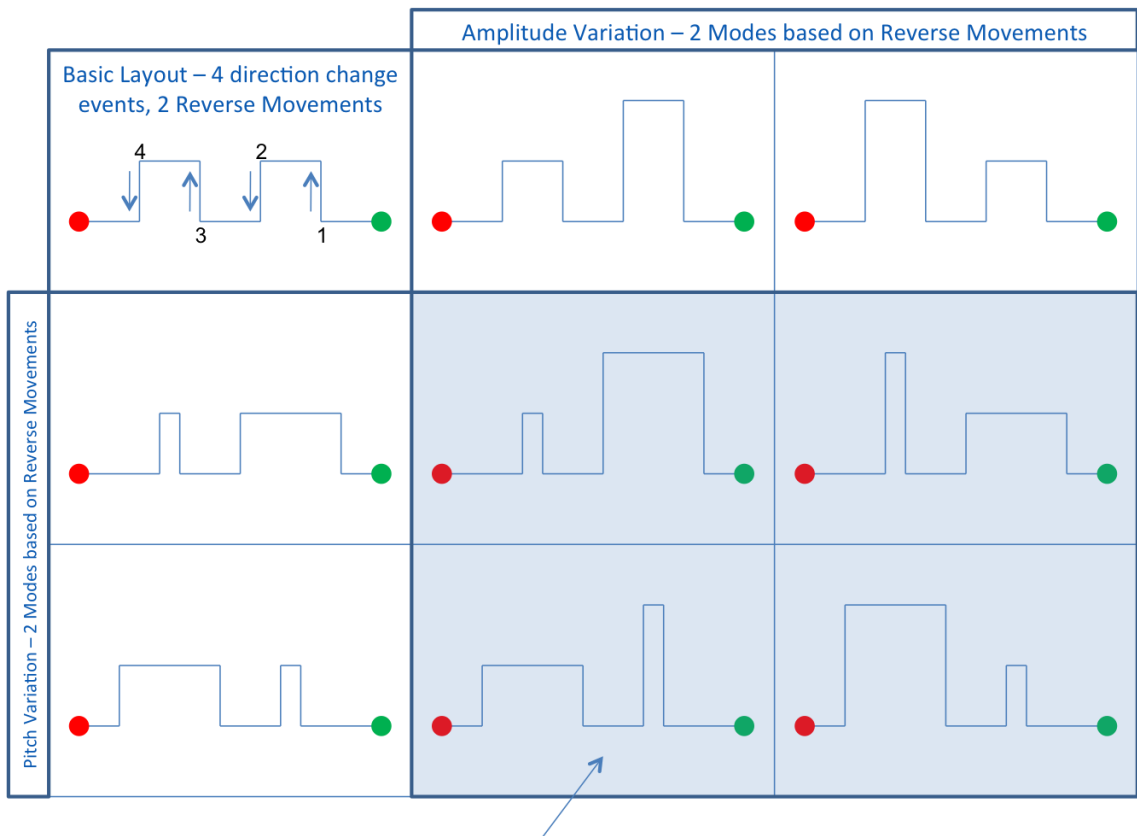 Amplitude Variation – 2 Modes based on Reverse Movements
Basic Layout – 4 direction change
events, 2 Reverse Movements
4
2
3
1
Pitch Variation – 2 Modes based on Reverse Movements